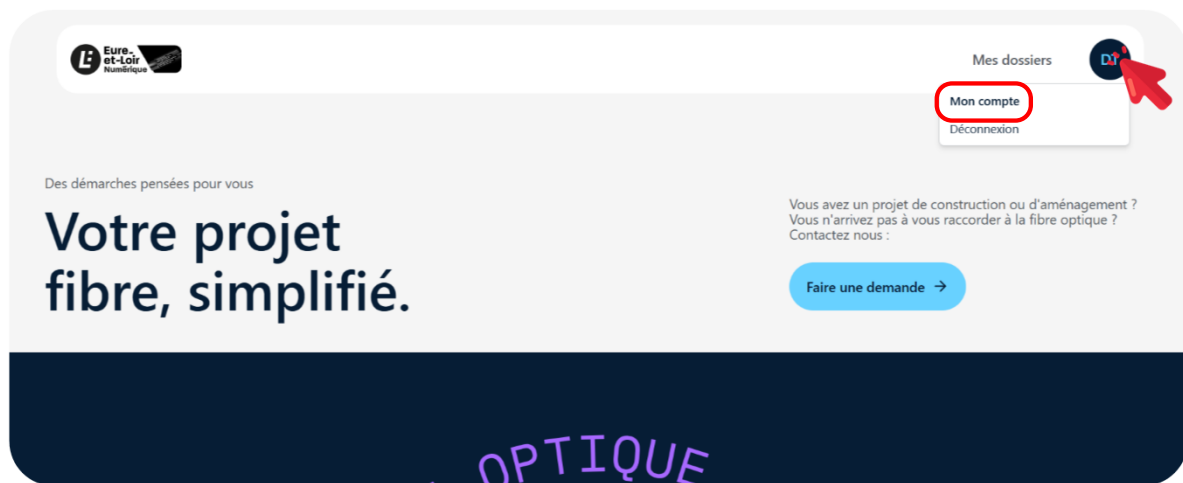 Eure-
et-Loir
Numérique
Mes dossiers
Mon compte
Déconnexion
Des démarches pensées pour vous
Votre projet
fibre, simplifié.
Vous avez un projet de construction ou d'aménagement ?
Vous n'arrivez pas à vous raccorder à la fibre optique ?
Contactez nous :
Faire une demande →
OPTIQUE